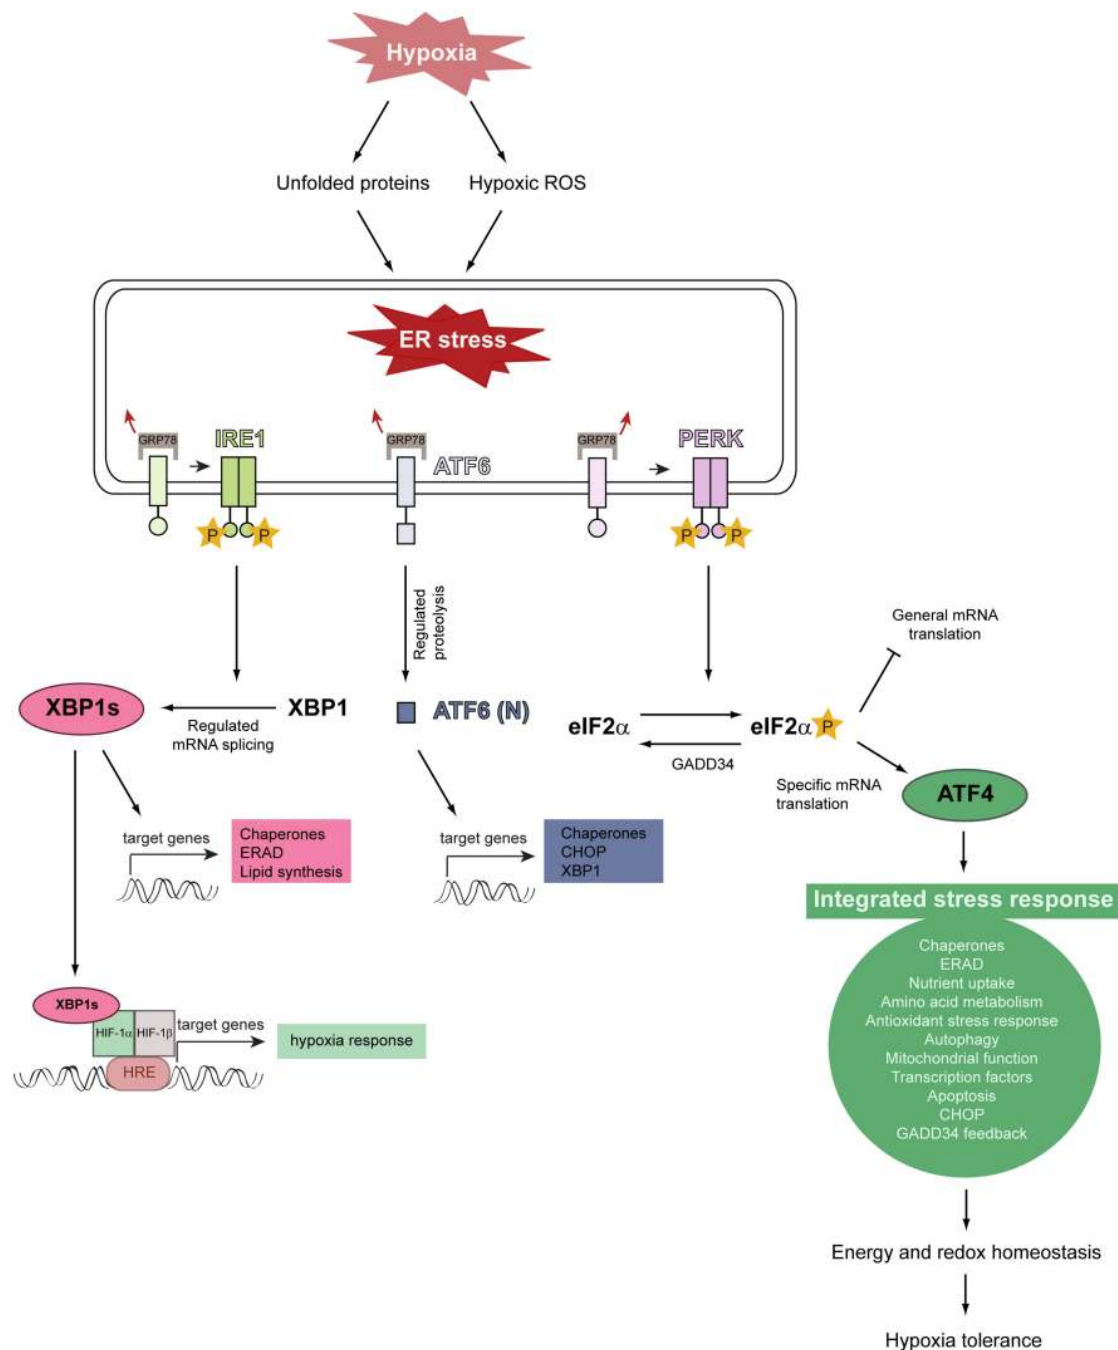 Hypoxia
Unfolded proteins
Hypoxic ROS
ER stress
GRP78
IRE1
GRP78
ATF6
GRP78
PERK
P
P
P
P
Regulated
proteolysis
General mRNA
translation
XBP1s
XBP1
Regulated
mRNA splicing
ATF6 (N)
eIF2α
eIF2α
P
GADD34
Specific mRNA
translation
ATF4
target genes
Chaperones
ERAD
Lipid synthesis
target genes
Chaperones
CHOP
XBP1
Integrated stress response
Chaperones
ERAD
Nutrient uptake
Amino acid metabolism
Antioxidant stress response
Autophagy
Mitochondrial function
Transcription factors
Apoptosis
CHOP
GADD34 feedback
XBP1s
HIF-1α
HIF-1β
target genes
hypoxia response
HRE
Energy and redox homeostasis
Hypoxia tolerance